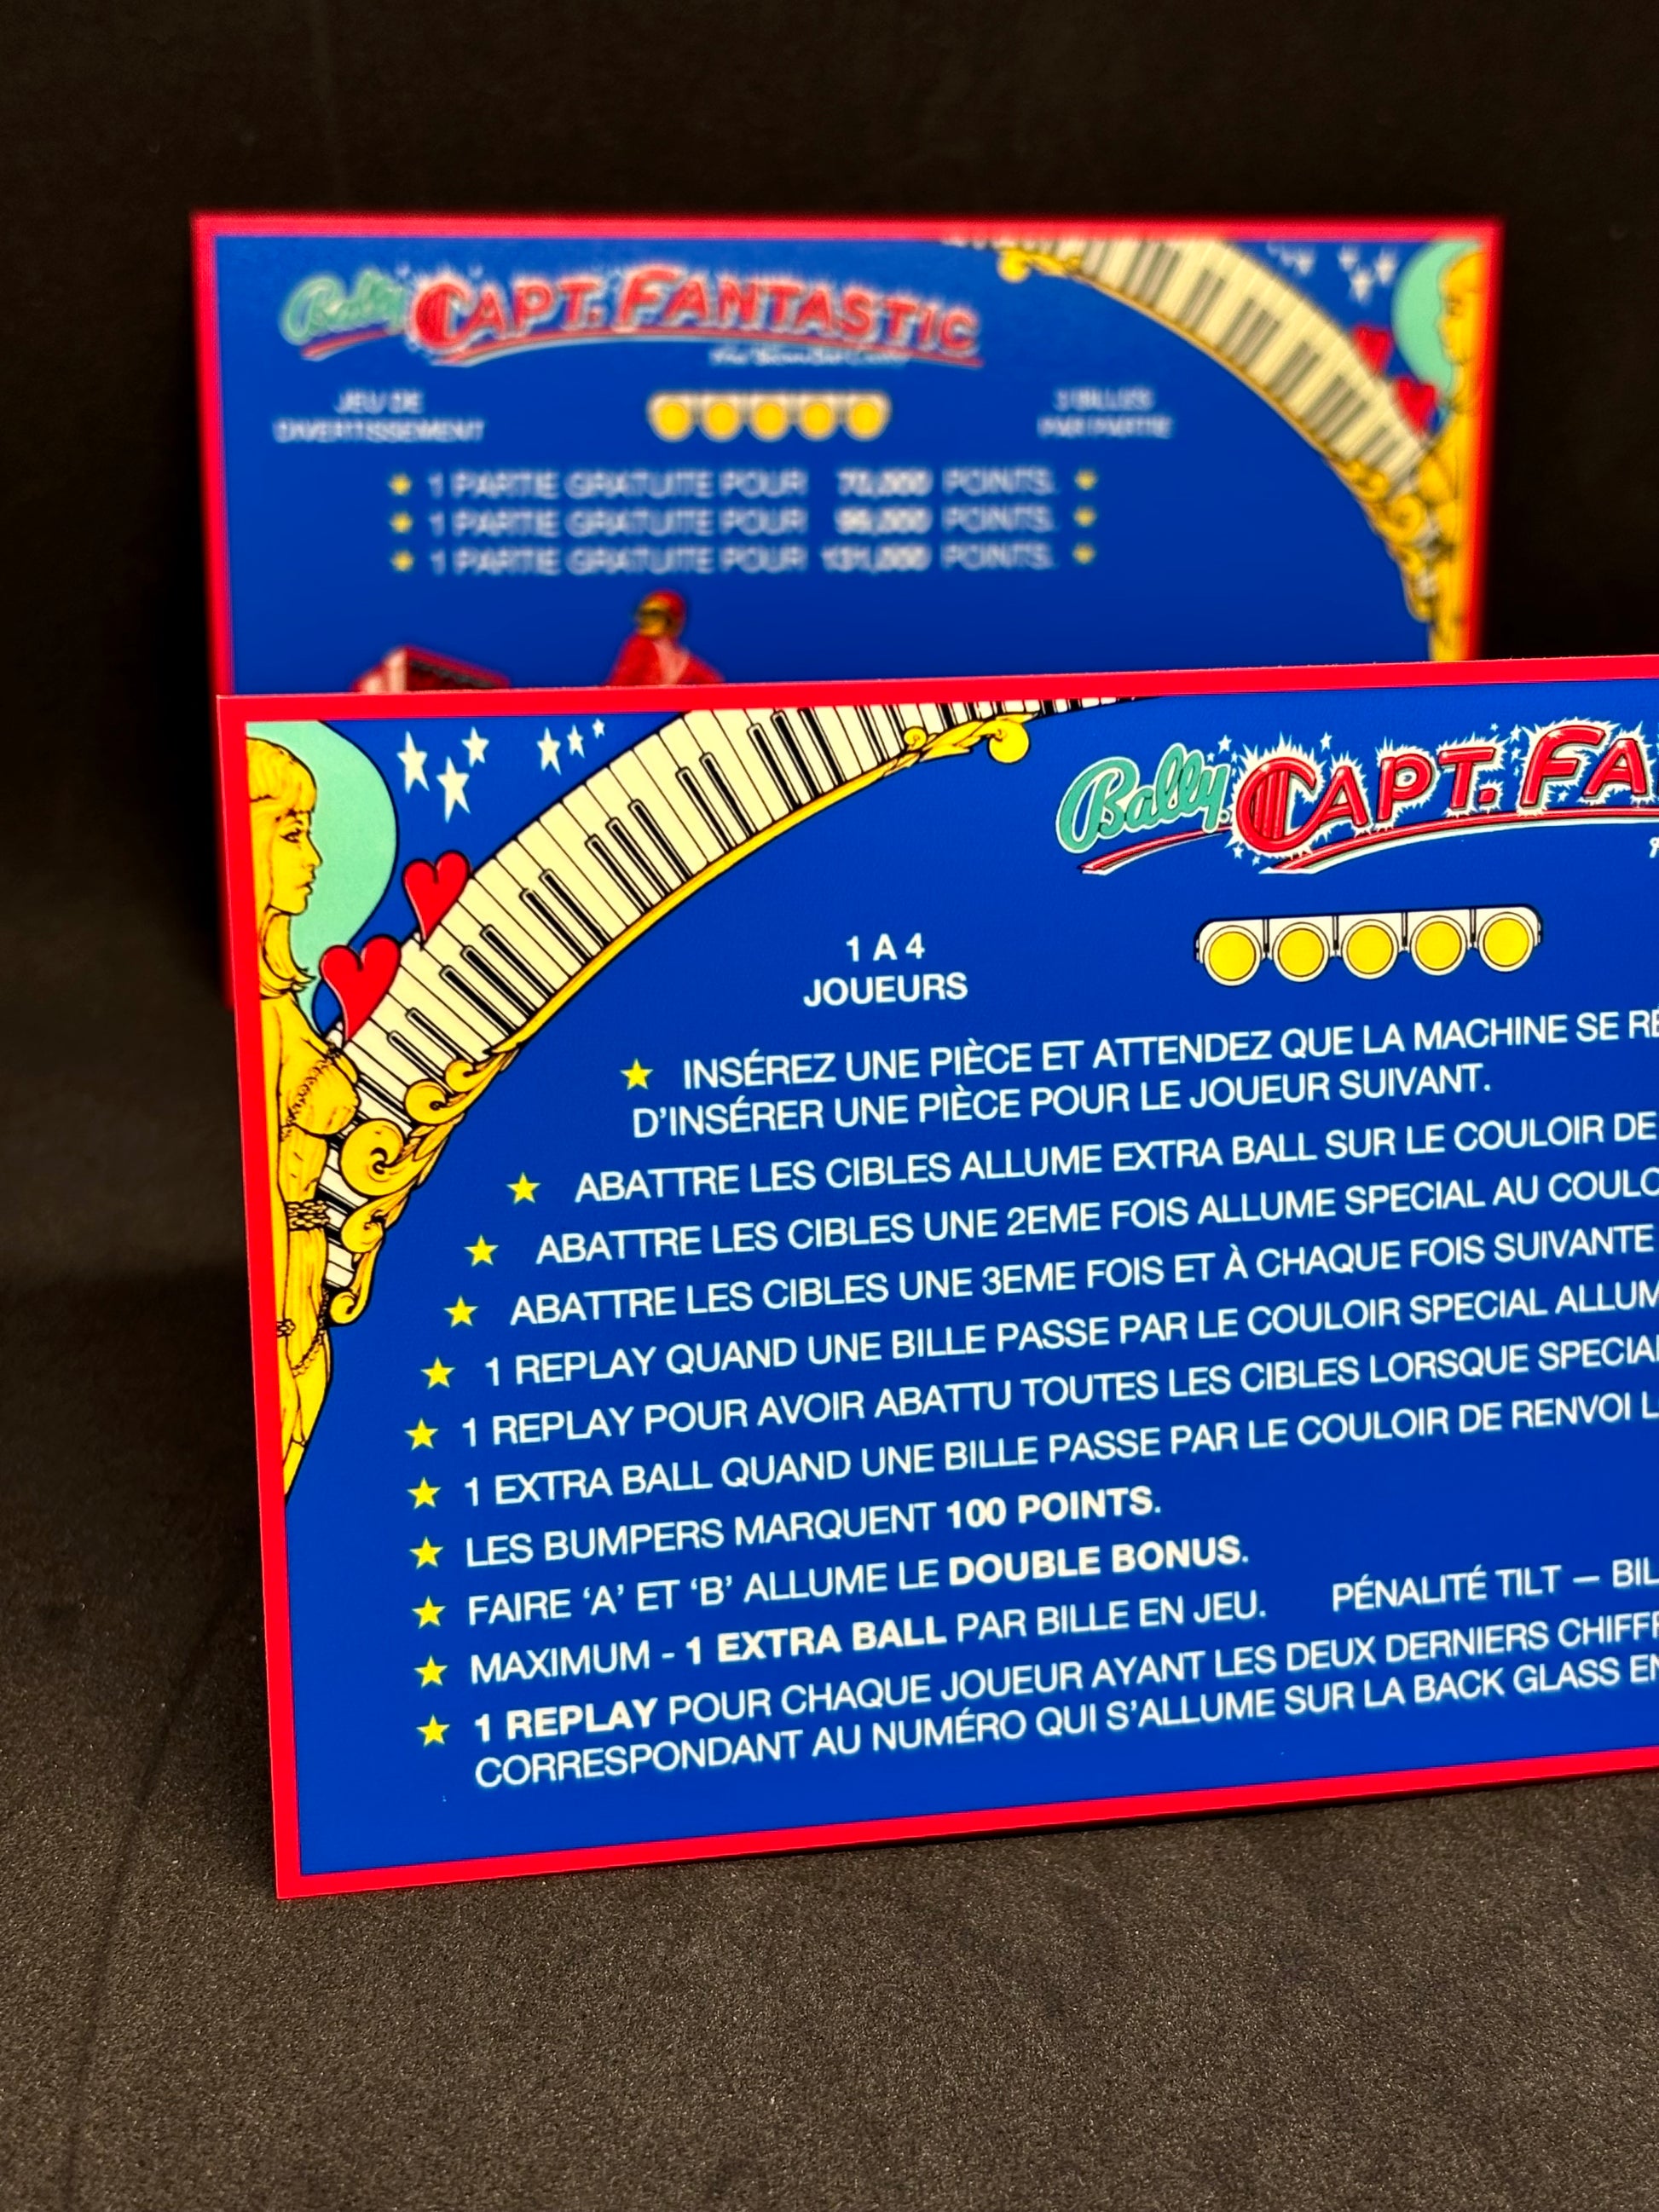 Bally CAPT. FANTASTIC
JEU DE
DIVERTISSEMENT
3 BILLES
PAR PARTIE
1 PARTIE GRATUITE POUR 70,000 POINTS.
1 PARTIE GRATUITE POUR 99,000 POINTS.
1 PARTIE GRATUITE POUR 131,000 POINTS.
Bally CAPT. FA
1 A 4
JOUEURS
INSÉREZ UNE PIÈCE ET ATTENDEZ QUE LA MACHINE SE RÉ
D'INSÉRER UNE PIÈCE POUR LE JOUEUR SUIVANT.
ABATTRE LES CIBLES ALLUME EXTRA BALL SUR LE COULOIR DE
ABATTRE LES CIBLES UNE 2EME FOIS ALLUME SPECIAL AU COULO
ABATTRE LES CIBLES UNE 3EME FOIS ET À CHAQUE FOIS SUIVANTE
1 REPLAY QUAND UNE BILLE PASSE PAR LE COULOIR SPECIAL ALLUM
1 REPLAY POUR AVOIR ABATTU TOUTES LES CIBLES LORSQUE SPECIA
1 EXTRA BALL QUAND UNE BILLE PASSE PAR LE COULOIR DE RENVOI L
LES BUMPERS MARQUENT 100 POINTS.
FAIRE ‘A’ ET ‘B’ ALLUME LE DOUBLE BONUS.
MAXIMUM - 1 EXTRA BALL PAR BILLE EN JEU. PÉNALITÉ TILT — BIL
1 REPLAY POUR CHAQUE JOUEUR AYANT LES DEUX DERNIERS CHIFFR
CORRESPONDANT AU NUMÉRO QUI S'ALLUME SUR LA BACK GLASS EN